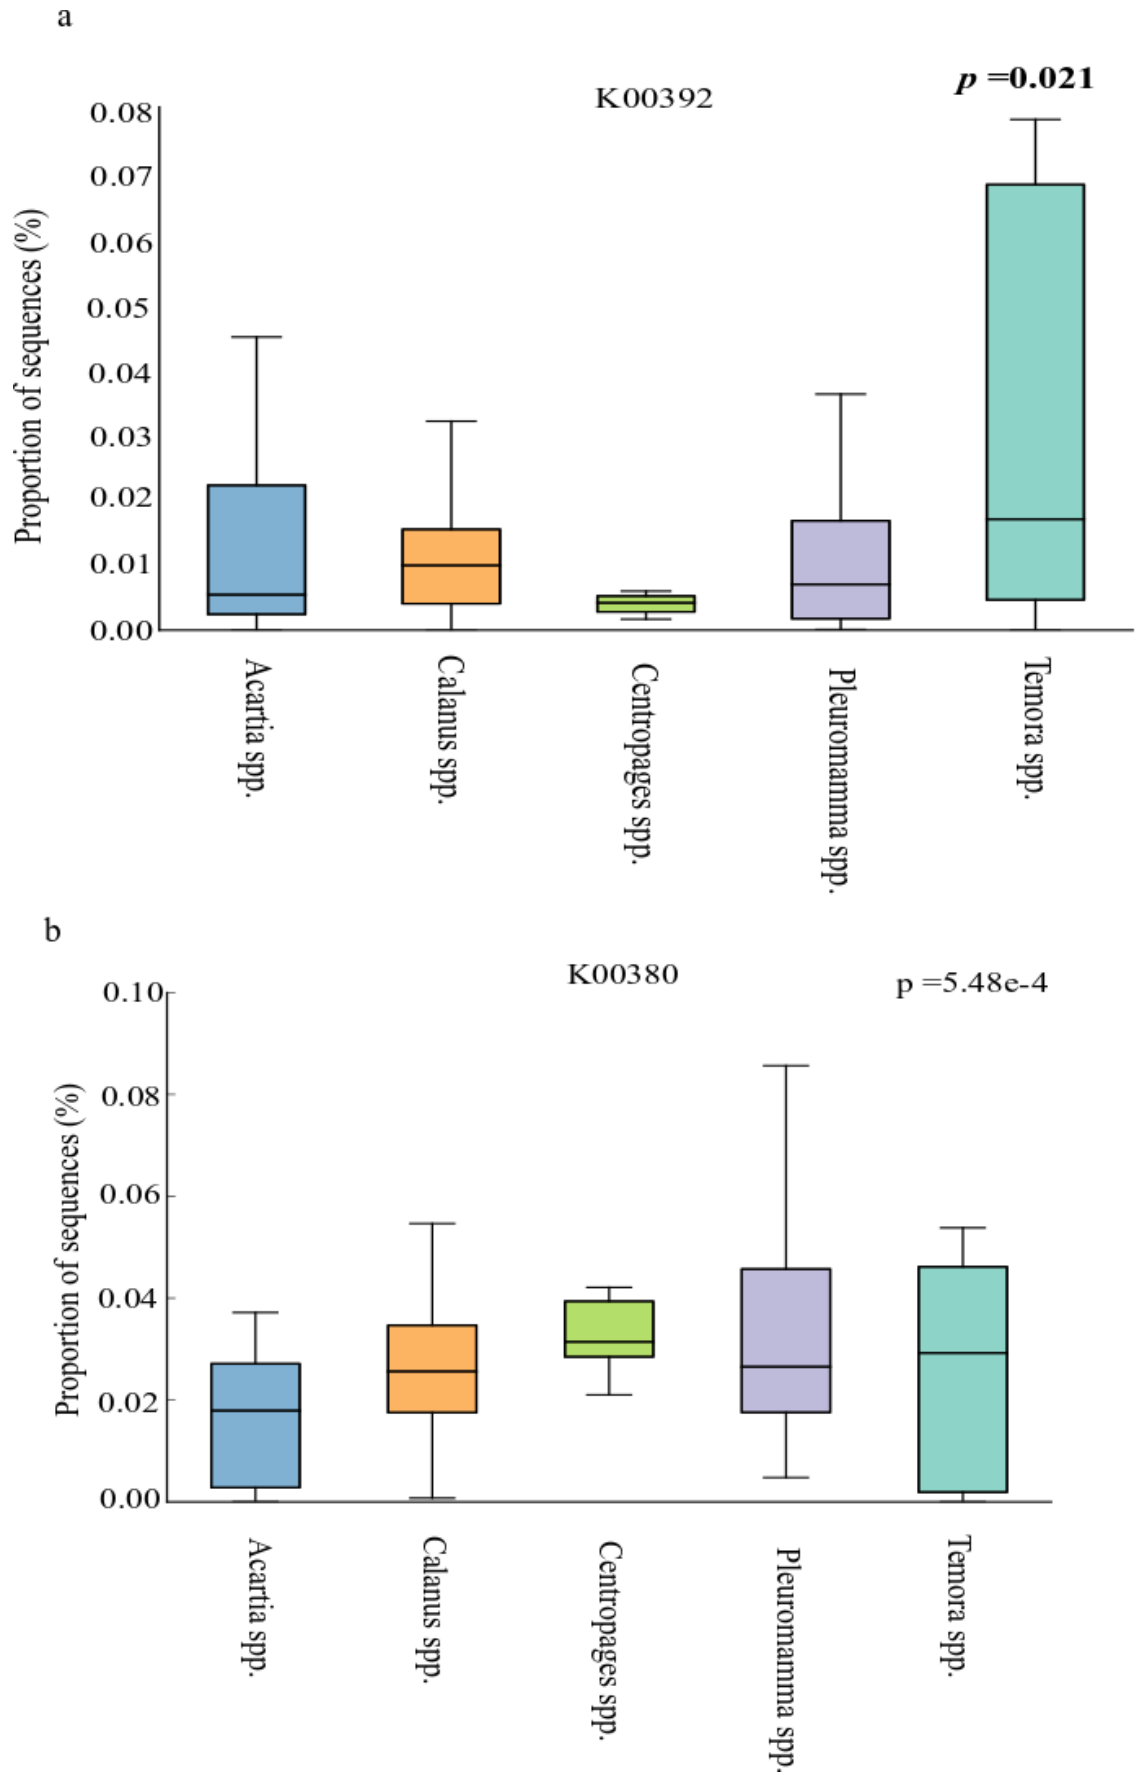 a
K00392
p =0.021
Proportion of sequences (%)
0.08
0.07
0.06
0.05
0.04
0.03
0.02
0.01
0.00
Acartia spp.
Calanus spp.
Centropages spp.
Pleuromamma spp.
Temora spp.
b
K00380
p =5.48e-4
Proportion of sequences (%)
0.10
0.08
0.06
0.04
0.02
0.00
Acartia spp.
Calanus spp.
Centropages spp.
Pleuromamma spp.
Temora spp.